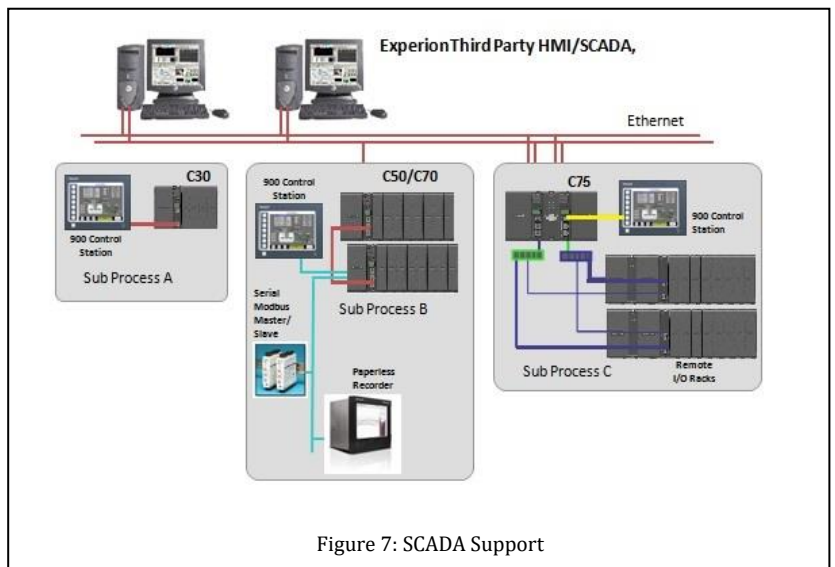 ExperionThird Party HMI/SCADA,
Ethernet
C30
900 Control
Station
Sub Process A
C50/C70
900 Control
Station
Sub Process B
Serial
Modbus
Master/
Slave
Paperless
Recorder
C75
900 Control
Station
Sub Process C
Remote
I/O Racks
Figure 7: SCADA Support